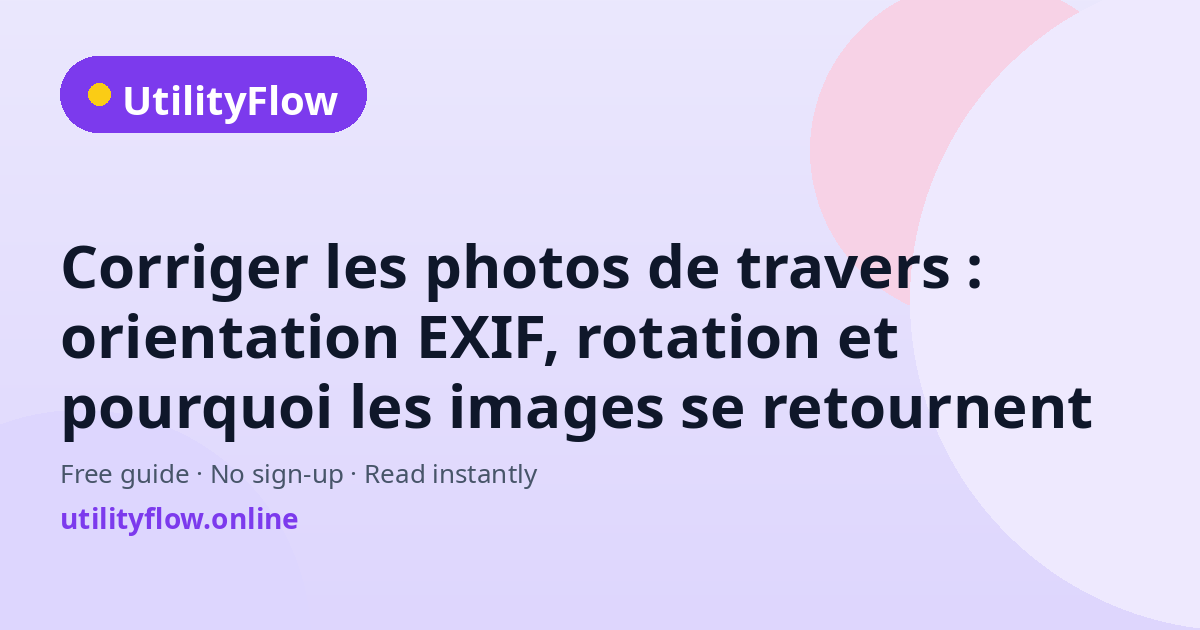 UtilityFlow
Corriger les photos de travers :
orientation EXIF, rotation et
pourquoi les images se retournent
Free guide · No sign-up · Read instantly
utilityflow.online